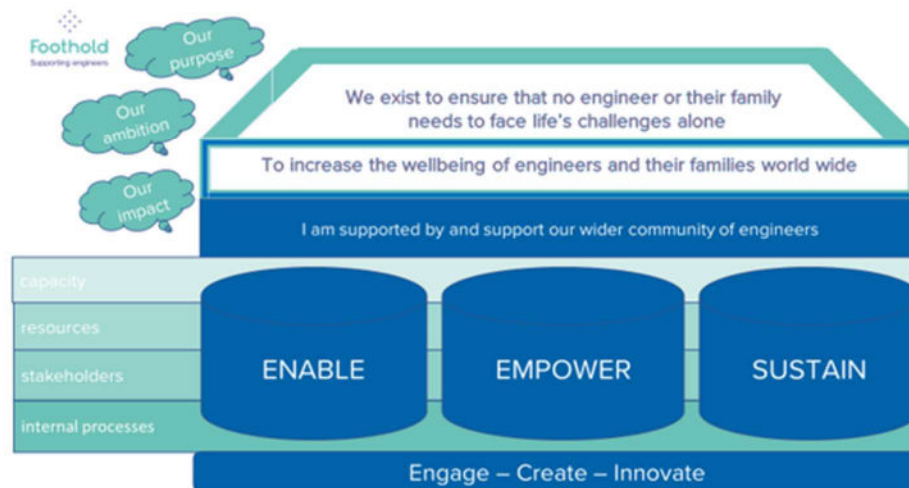 Foothold
Supporting engineers
Our
purpose
We exist to ensure that no engineer or their family
needs to face life's challenges alone
Our
ambition
To increase the wellbeing of engineers and their families world wide
Our
impact
I am supported by and support our wider community of engineers
capacity
resources
stakeholders
internal processes
ENABLE
EMPOWER
SUSTAIN
Engage – Create – Innovate